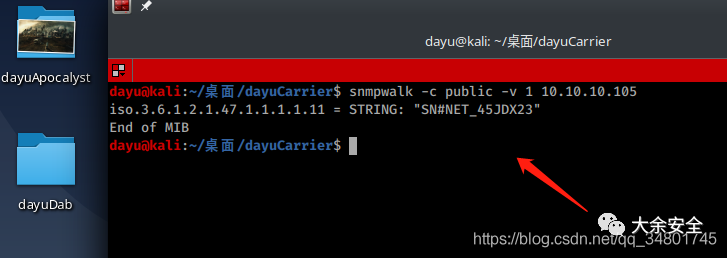 dayu@kali: ~/桌面/dayuCarrier
dayuApocalyst
dayu@kali:~/桌面/dayuCarrier$ snmpwalk -c public -v 1 10.10.10.105
iso.3.6.1.2.1.47.1.1.1.1.11 = STRING: "SN#NET_45JDX23"
End of MIB
dayu@kali:~/桌面/dayuCarrier$
dayuDab
大余安全
https://blog.csdn.net/qq_34801745